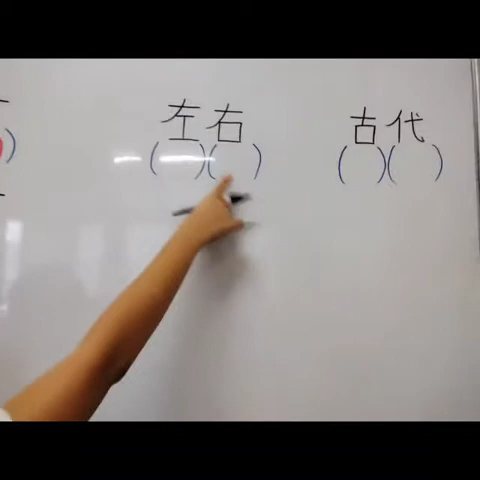 左右 古代
( )( ) ( )( )